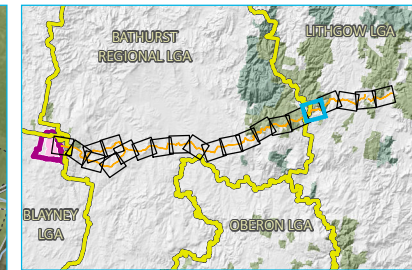 BATHURST
REGIONAL LGA
LITHGOW LGA
BLAYNEY
LGA
OBERON LGA